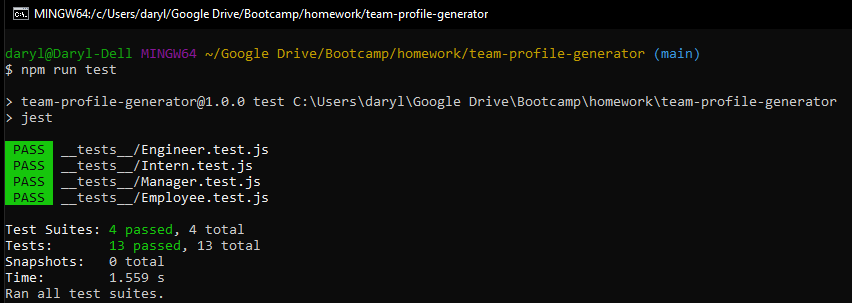 MINGW64:/c/Users/daryl/Google Drive/Bootcamp/homework/team-profile-generator
daryl@Daryl-Dell MINGW64 ~/Google Drive/Bootcamp/homework/team-profile-generator (main)
$ npm run test
> team-profile-generator@1.0.0 test C:\Users\daryl\Google Drive\Bootcamp\homework\team-profile-generator
> jest
PASS __tests__/Engineer.test.js
PASS __tests__/Intern.test.js
PASS __tests__/Manager.test.js
PASS __tests__/Employee.test.js
Test Suites: 4 passed, 4 total
Tests: 13 passed, 13 total
Snapshots: 0 total
Time: 1.559 s
Ran all test suites.